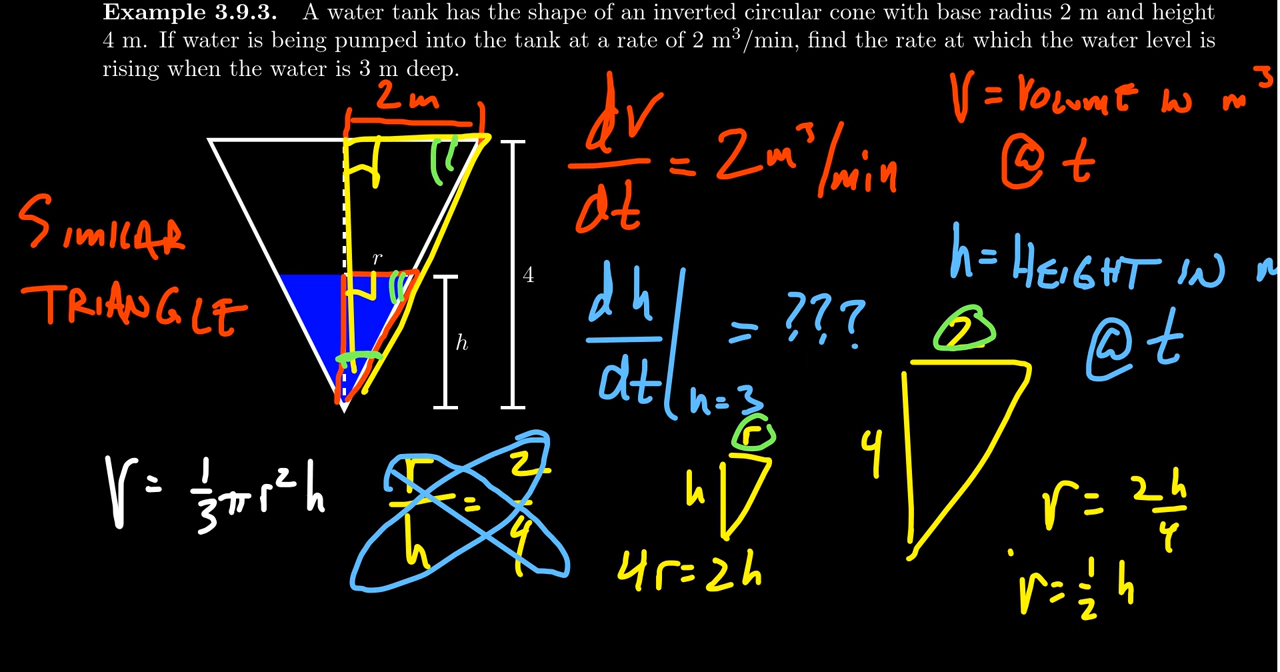 Example 3.9.3. A water tank has the shape of an inverted circular cone with base radius 2 m and height
4 m. If water is being pumped into the tank at a rate of 2 m³/min, find the rate at which the water level is
rising when the water is 3 m deep.
2 m
dV/dt = 2 m³/min
V = VOLUME IN m³
@ t
SIMILAR
TRIANGLE
r
4
h
dh/dt |h=3 = ???
h = HEIGHT IN m
@ t
V = 1/3 πr²h
r/h = 2/4
r
h
4r = 2h
2
4
r = 2h/4
r = 1/2 h